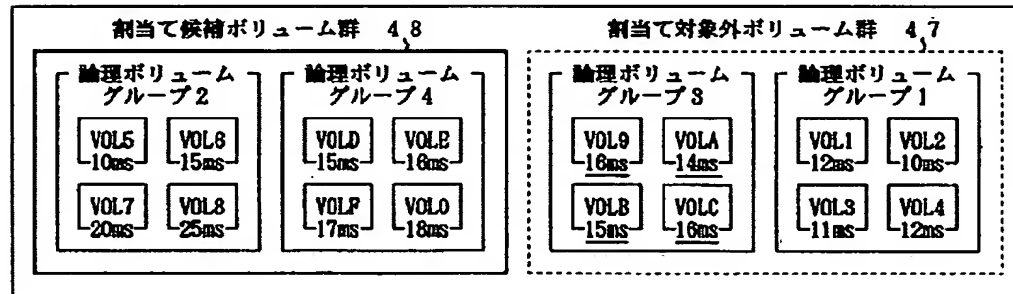 割当て候補ボリューム群 48
割当て対象外ボリューム群 47
論理ボリューム
グループ2
論理ボリューム
グループ4
論理ボリューム
グループ3
論理ボリューム
グループ1
VOL5 VOL6 VOLD VOLE VOL9 VOLA VOL1 VOL2
10ms 15ms 15ms 16ms 16ms 14ms 12ms 10ms
VOL7 VOL8 VOLF VOL0 VOLB VOLC VOL3 VOL4
20ms 25ms 17ms 18ms 15ms 16ms 11ms 12ms